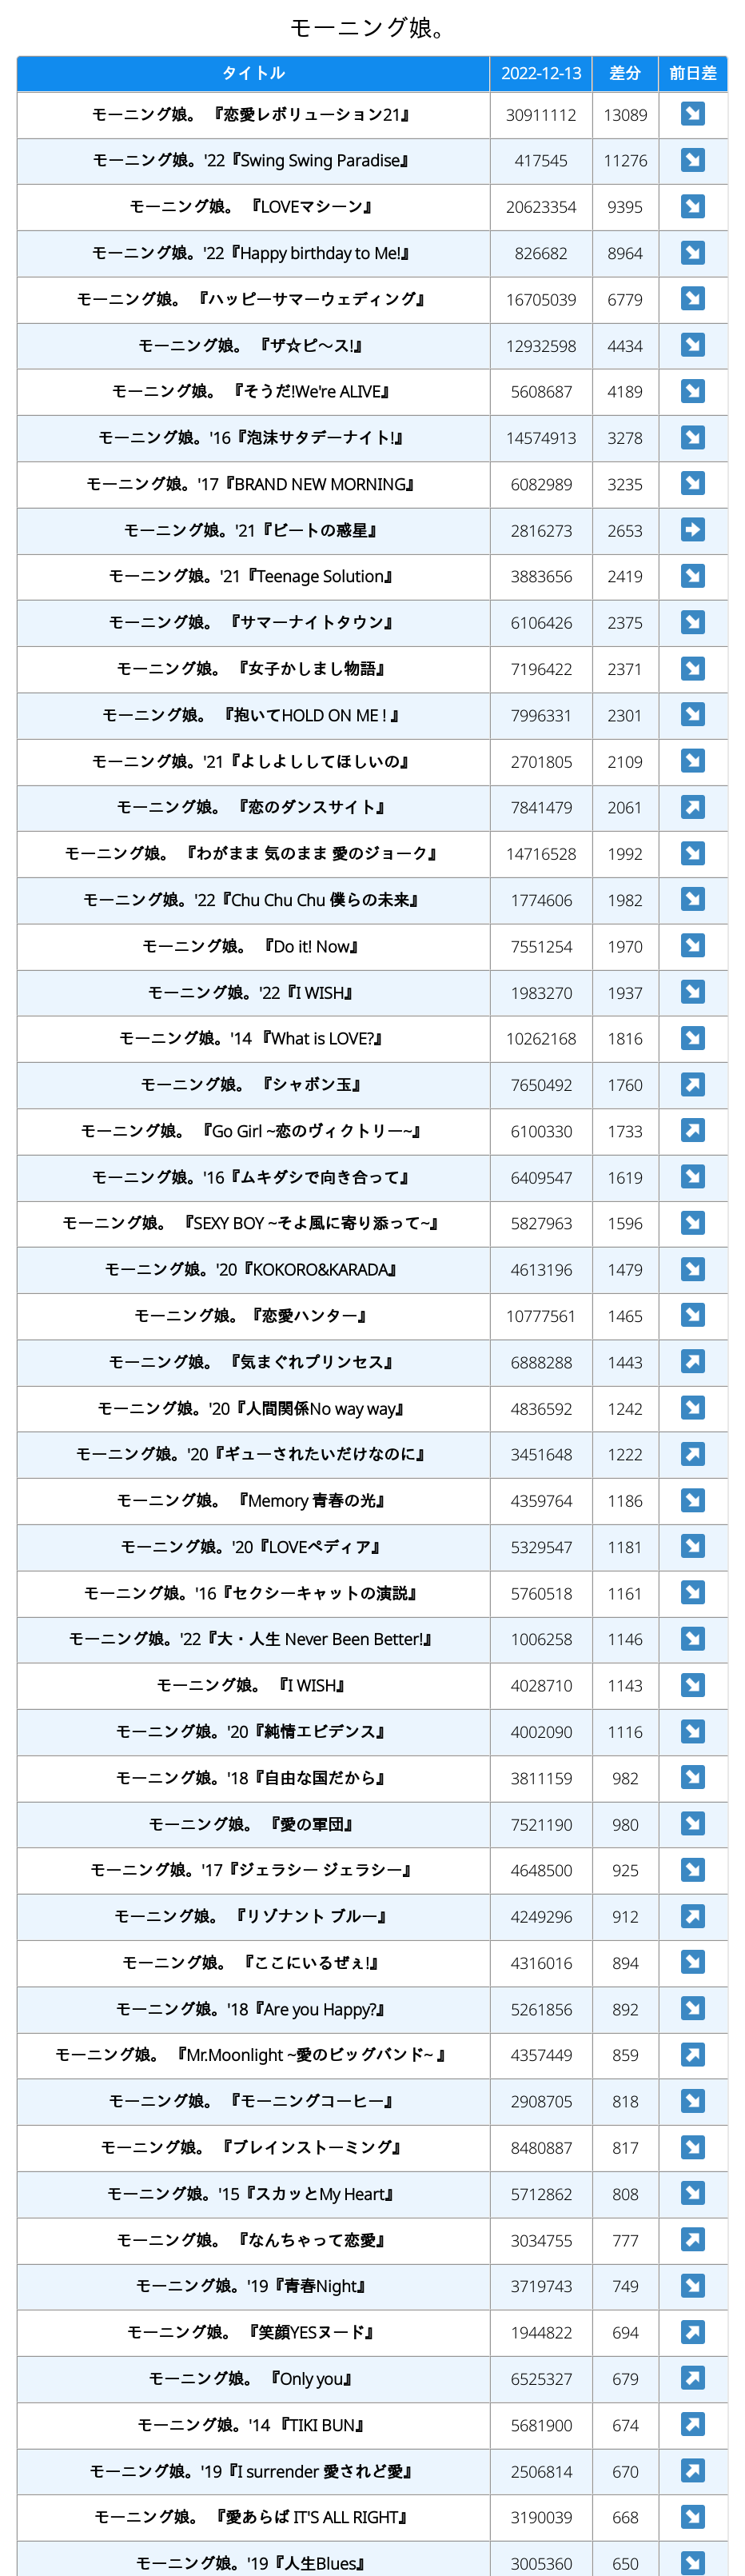 モーニング娘。
タイトル 2022-12-13 差分 前日差
モーニング娘。 『恋愛レボリューション21』 30911112 13089 ↘
モーニング娘。'22『Swing Swing Paradise』 417545 11276 ↘
モーニング娘。 『LOVEマシーン』 20623354 9395 ↘
モーニング娘。'22『Happy birthday to Me!』 826682 8964 ↘
モーニング娘。 『ハッピーサマーウェディング』 16705039 6779 ↘
モーニング娘。 『ザ☆ピ〜ス!』 12932598 4434 ↘
モーニング娘。 『そうだ!We're ALIVE』 5608687 4189 ↘
モーニング娘。'16『泡沫サタデーナイト!』 14574913 3278 ↘
モーニング娘。'17『BRAND NEW MORNING』 6082989 3235 ↘
モーニング娘。'21『ビートの惑星』 2816273 2653 ➡
モーニング娘。'21『Teenage Solution』 3883656 2419 ↘
モーニング娘。 『サマーナイトタウン』 6106426 2375 ↘
モーニング娘。 『女子かしまし物語』 7196422 2371 ↘
モーニング娘。 『抱いてHOLD ON ME ! 』 7996331 2301 ↘
モーニング娘。'21『よしよししてほしいの』 2701805 2109 ↘
モーニング娘。 『恋のダンスサイト』 7841479 2061 ↗
モーニング娘。 『わがまま 気のまま 愛のジョーク』 14716528 1992 ↘
モーニング娘。'22『Chu Chu Chu 僕らの未来』 1774606 1982 ↘
モーニング娘。 『Do it! Now』 7551254 1970 ↘
モーニング娘。'22『I WISH』 1983270 1937 ↘
モーニング娘。'14 『What is LOVE?』 10262168 1816 ↘
モーニング娘。 『シャボン玉』 7650492 1760 ↗
モーニング娘。 『Go Girl ~恋のヴィクトリー~』 6100330 1733 ↗
モーニング娘。'16『ムキダシで向き合って』 6409547 1619 ↘
モーニング娘。 『SEXY BOY ~そよ風に寄り添って~』 5827963 1596 ↘
モーニング娘。'20『KOKORO&KARADA』 4613196 1479 ↘
モーニング娘。『恋愛ハンター』 10777561 1465 ↘
モーニング娘。 『気まぐれプリンセス』 6888288 1443 ↗
モーニング娘。'20『人間関係No way way』 4836592 1242 ↘
モーニング娘。'20『ギューされたいだけなのに』 3451648 1222 ↗
モーニング娘。 『Memory 青春の光』 4359764 1186 ↘
モーニング娘。'20『LOVEペディア』 5329547 1181 ↘
モーニング娘。'16『セクシーキャットの演説』 5760518 1161 ↘
モーニング娘。'22『大・人生 Never Been Better!』 1006258 1146 ↘
モーニング娘。 『I WISH』 4028710 1143 ↘
モーニング娘。'20『純情エビデンス』 4002090 1116 ↘
モーニング娘。'18『自由な国だから』 3811159 982 ↘
モーニング娘。 『愛の軍団』 7521190 980 ↘
モーニング娘。'17『ジェラシー ジェラシー』 4648500 925 ↘
モーニング娘。 『リゾナント ブルー』 4249296 912 ↗
モーニング娘。 『ここにいるぜぇ!』 4316016 894 ↘
モーニング娘。'18『Are you Happy?』 5261856 892 ↘
モーニング娘。 『Mr.Moonlight ~愛のビッグバンド~ 』 4357449 859 ↗
モーニング娘。 『モーニングコーヒー』 2908705 818 ↘
モーニング娘。 『ブレインストーミング』 8480887 817 ↘
モーニング娘。'15『スカッとMy Heart』 5712862 808 ↘
モーニング娘。 『なんちゃって恋愛』 3034755 777 ↗
モーニング娘。'19『青春Night』 3719743 749 ↘
モーニング娘。 『笑顔YESヌード』 1944822 694 ↗
モーニング娘。 『Only you』 6525327 679 ↗
モーニング娘。'14 『TIKI BUN』 5681900 674 ↗
モーニング娘。'19『I surrender 愛されど愛』 2506814 670 ↗
モーニング娘。 『愛あらば IT'S ALL RIGHT』 3190039 668 ↘
モーニング娘。'19『人生Blues』 3005360 650 ↘